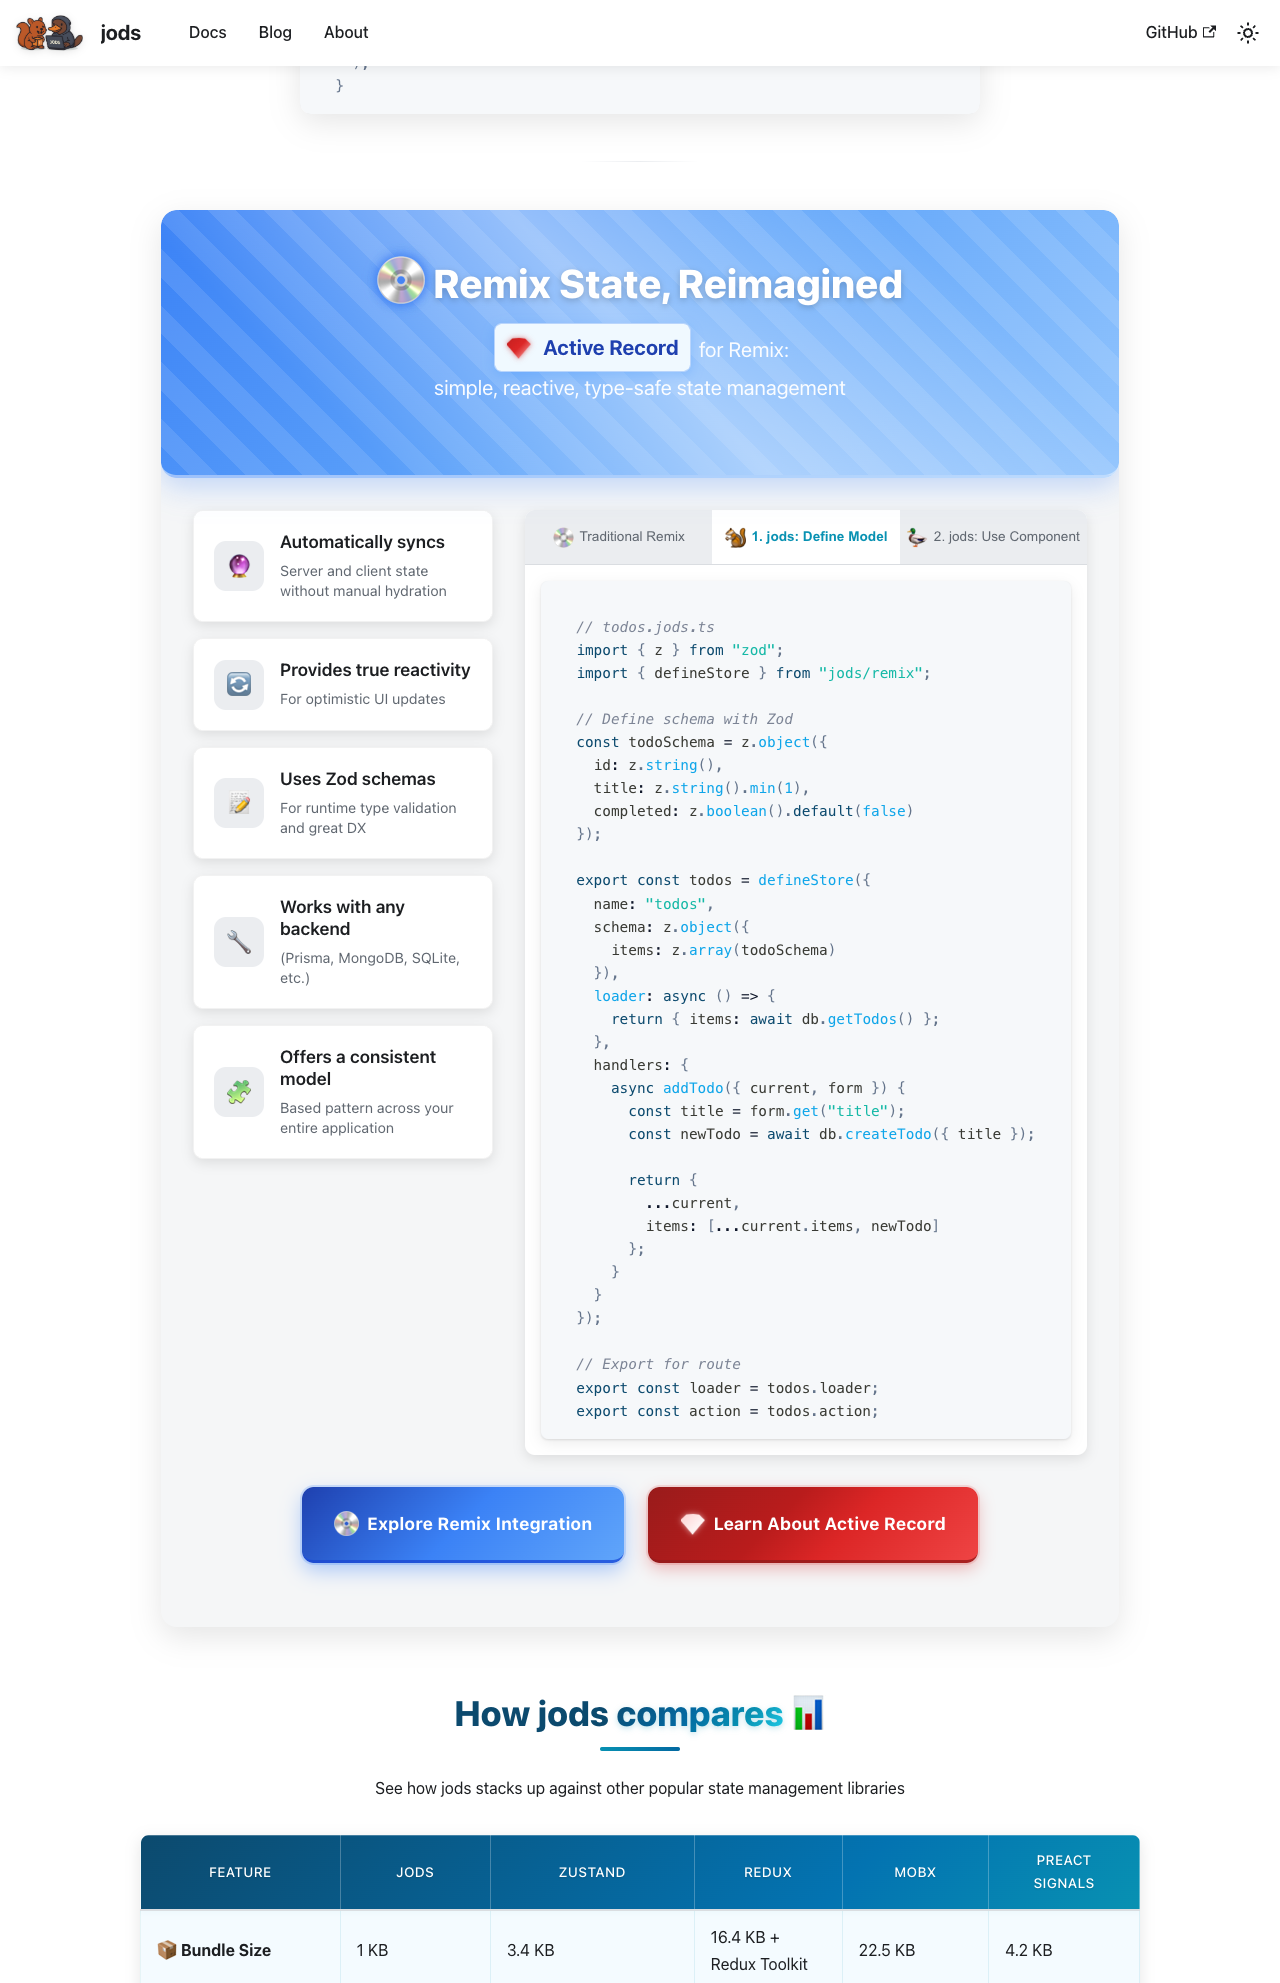 jods
Docs
Blog
About
GitHub
}
Remix State, Reimagined
Active Record for Remix:
simple, reactive, type-safe state management
Automatically syncs
Server and client state
without manual hydration
Provides true reactivity
For optimistic UI updates
Uses Zod schemas
For runtime type validation
and great DX
Works with any
backend
(Prisma, MongoDB, SQLite,
etc.)
Offers a consistent
model
Based pattern across your
entire application
Traditional Remix
1. jods: Define Model
2. jods: Use Component
// todos.jods.ts
import { z } from "zod";
import { defineStore } from "jods/remix";
// Define schema with Zod
const todoSchema = z.object({
  id: z.string(),
  title: z.string().min(1),
  completed: z.boolean().default(false)
});
export const todos = defineStore({
  name: "todos",
  schema: z.object({
    items: z.array(todoSchema)
  }),
  loader: async () => {
    return { items: await db.getTodos() };
  },
  handlers: {
    async addTodo({ current, form }) {
      const title = form.get("title");
      const newTodo = await db.createTodo({ title });
      return {
        ...current,
        items: [...current.items, newTodo]
      };
    }
  }
});
// Export for route
export const loader = todos.loader;
export const action = todos.action;
Explore Remix Integration
Learn About Active Record
How jods compares
See how jods stacks up against other popular state management libraries
FEATURE
JODS
ZUSTAND
REDUX
MOBX
PREACT
SIGNALS
Bundle Size
1 KB
3.4 KB
16.4 KB +
Redux Toolkit
22.5 KB
4.2 KB